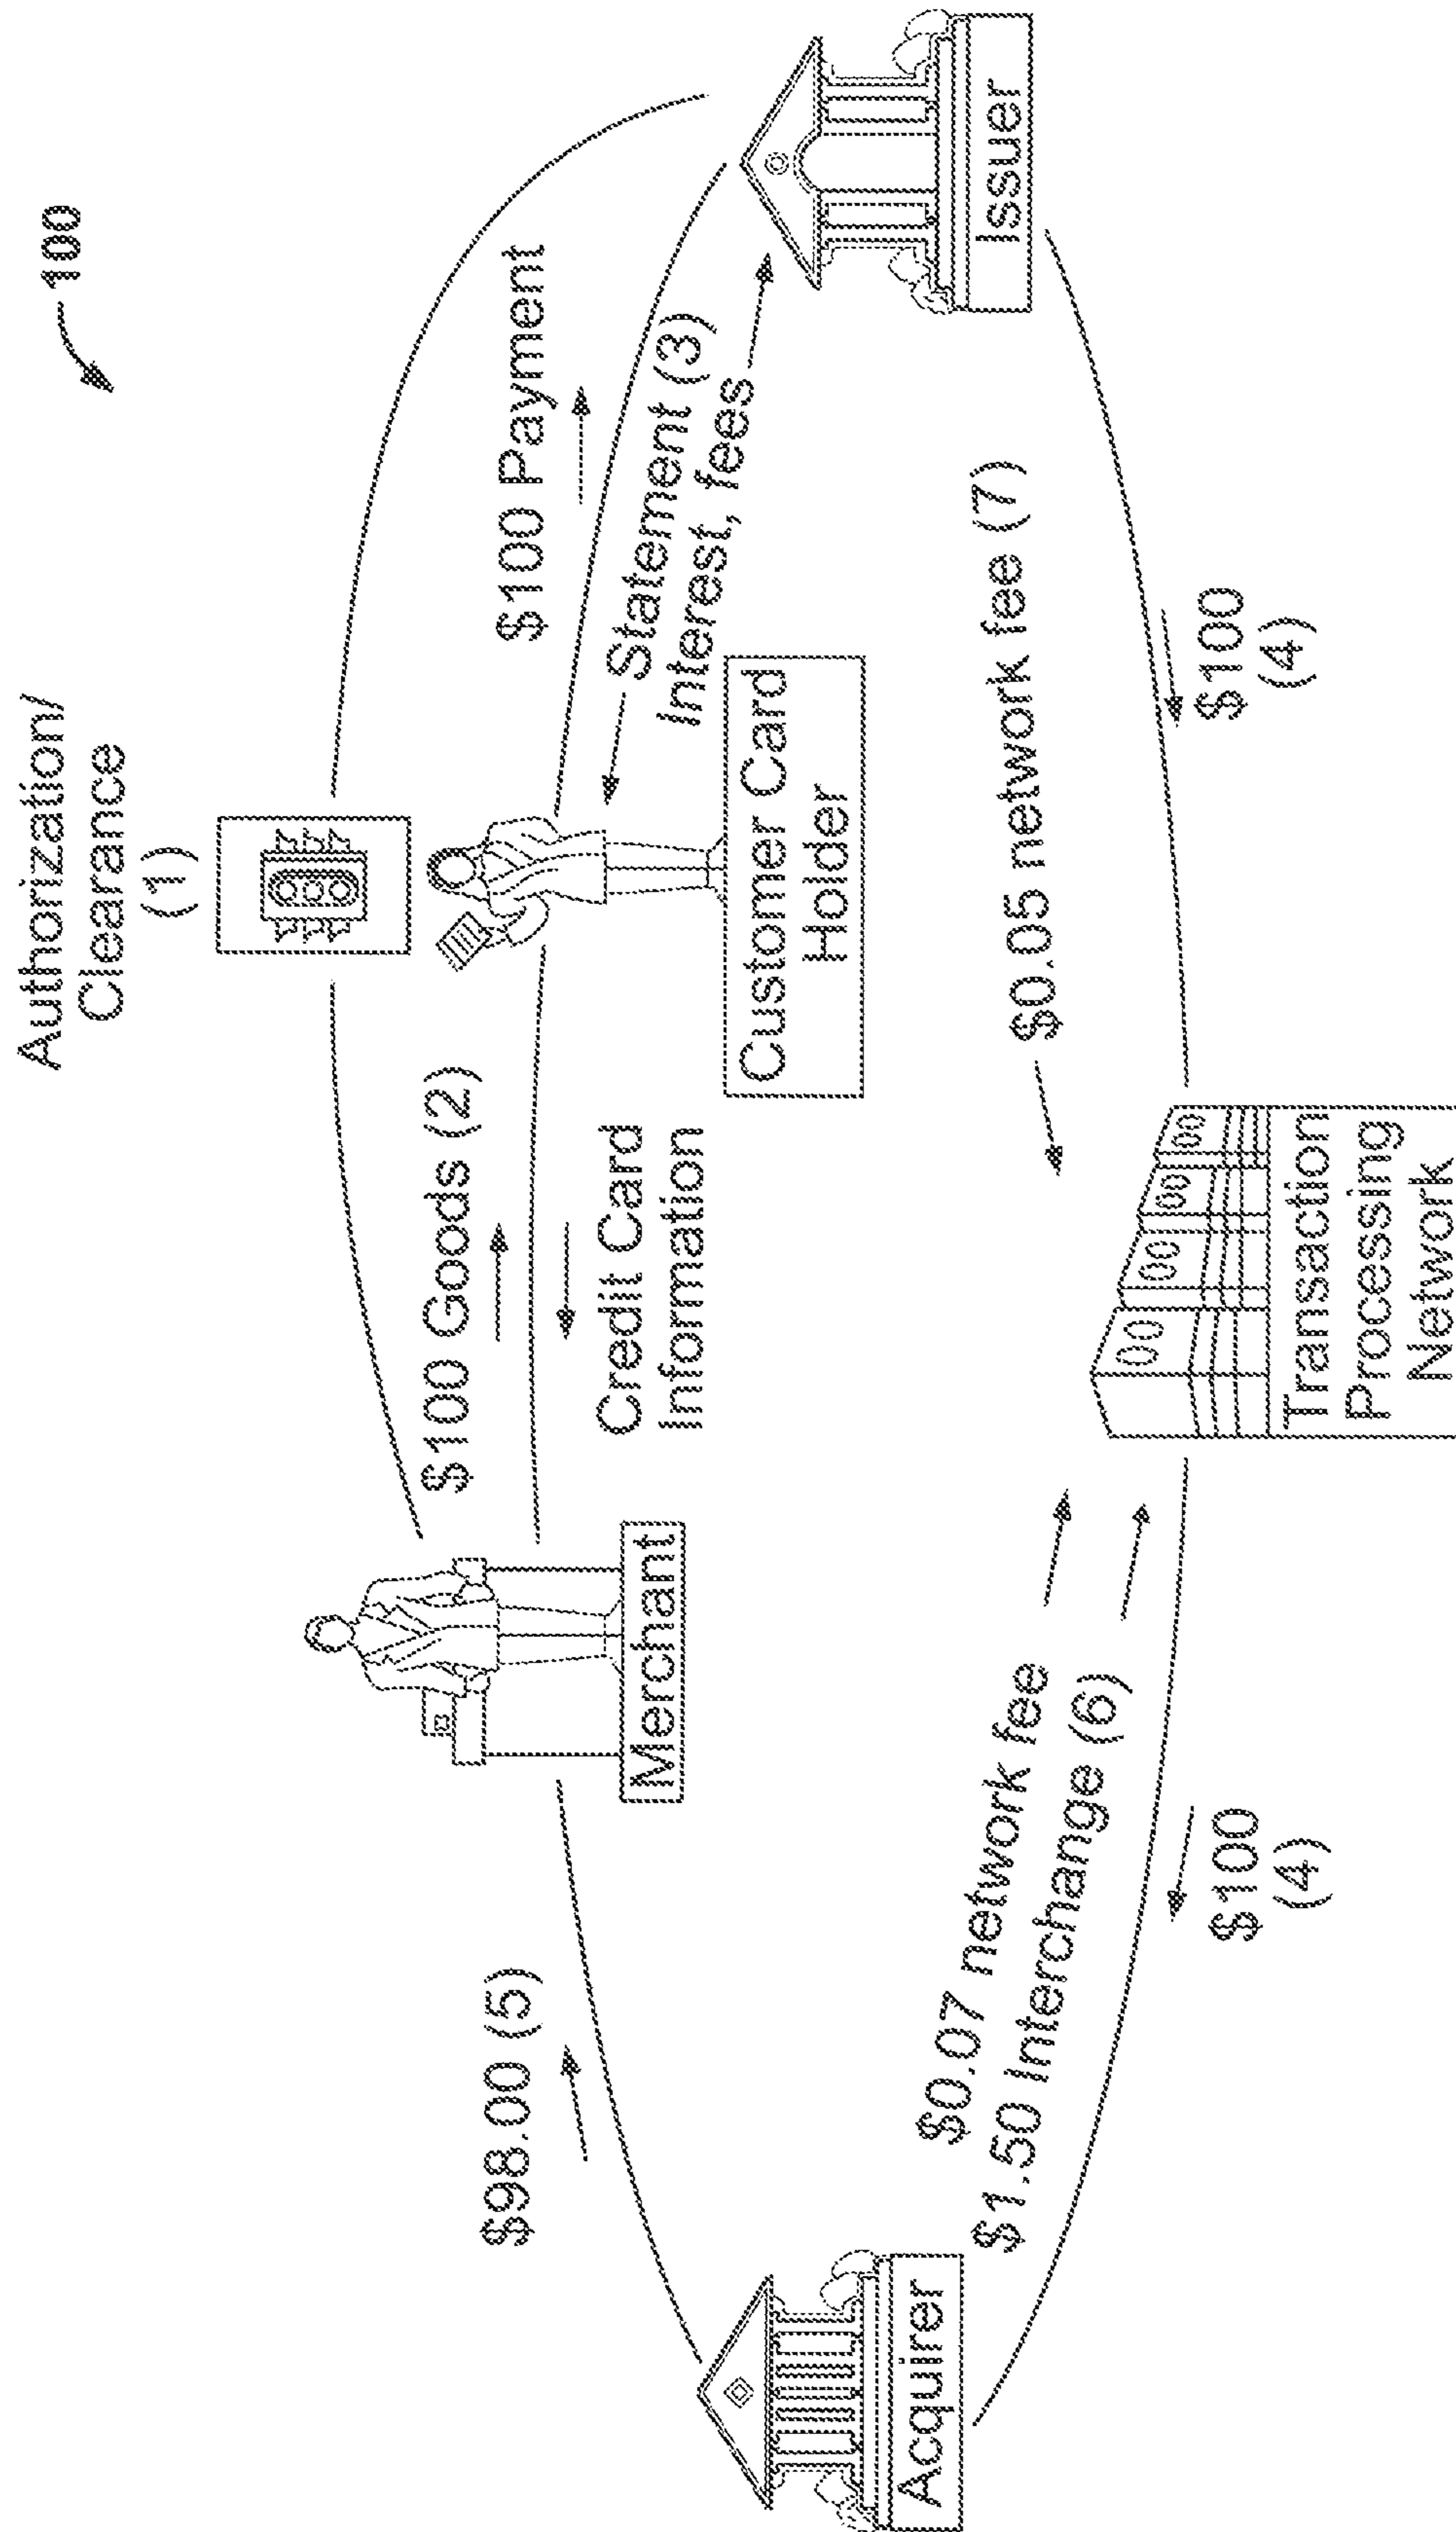 100
Authorization/
Clearance
(1)
$100 Goods (2)
Credit Card
Information
$100 Payment
Statement (3)
Interest, fees
$98.00 (5)
Merchant
Customer Card
Holder
Acquirer
Issuer
$0.07 network fee
$1.50 Interchange (6)
$0.05 network fee (7)
$100
(4)
$100
(4)
Transaction
Processing
Network